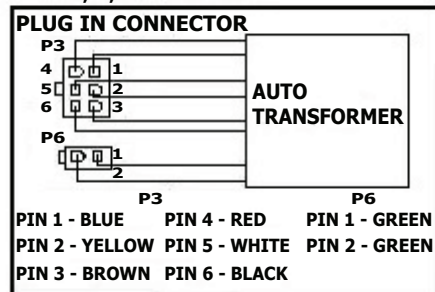 PLUG IN CONNECTOR
P3
4 1
5 2
6 3
AUTO
TRANSFORMER
P6
1
2
P3 P6
PIN 1 - BLUE PIN 4 - RED PIN 1 - GREEN
PIN 2 - YELLOW PIN 5 - WHITE PIN 2 - GREEN
PIN 3 - BROWN PIN 6 - BLACK